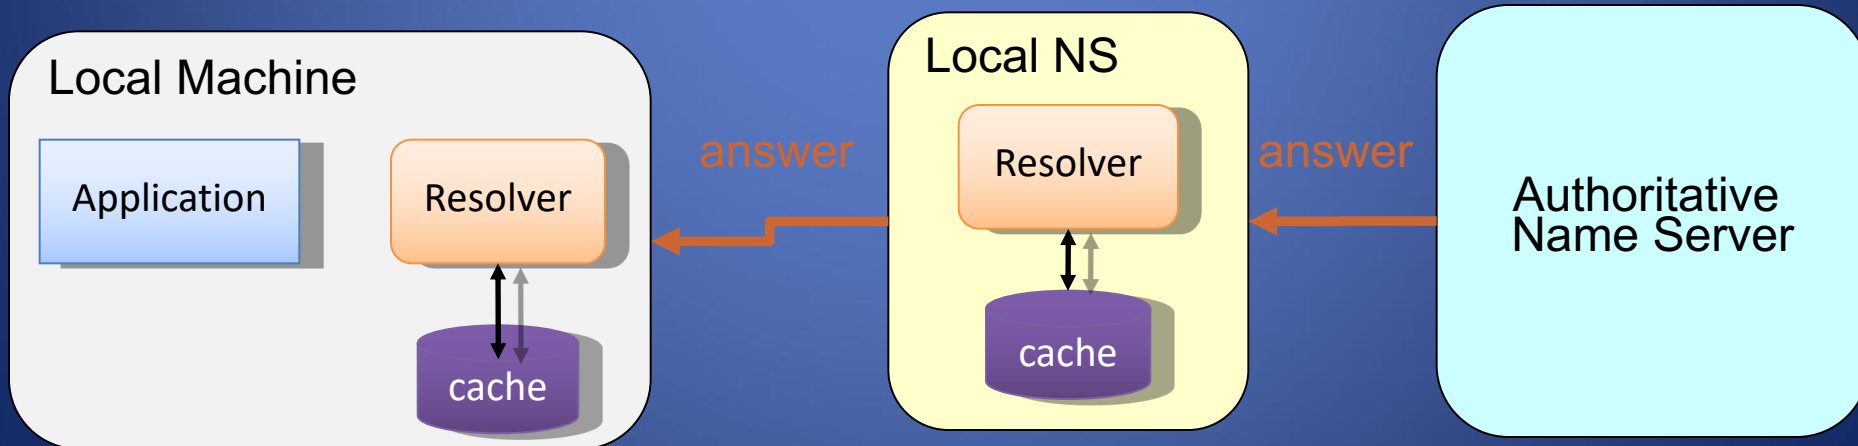 Local Machine
Application
Resolver
cache
answer
Local NS
Resolver
cache
answer
Authoritative
Name Server